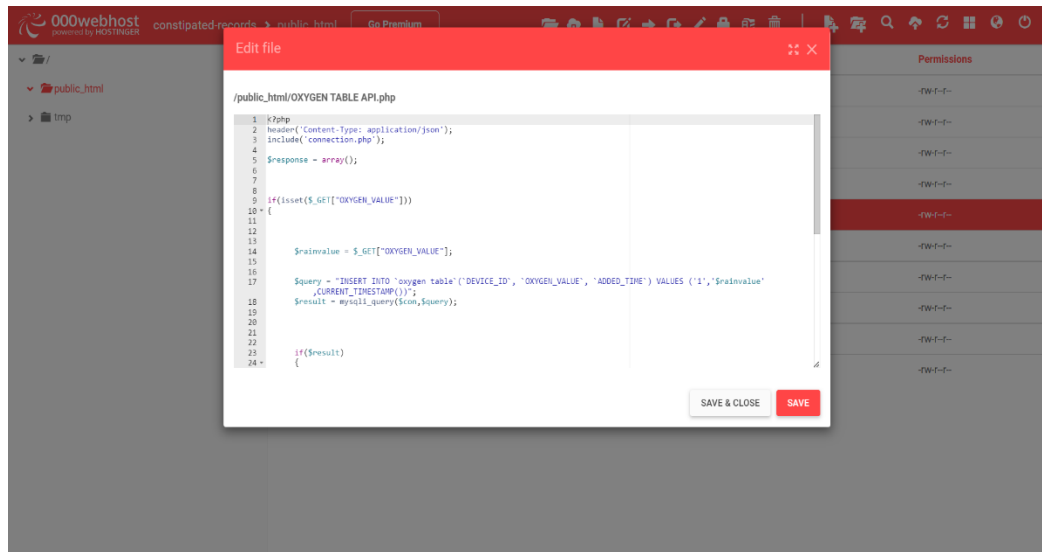 000webhost
powered by HOSTINGER
constipated-records > public_html
Go Premium
Edit file
/
public_html
tmp
Permissions
-rw-r--r--
-rw-r--r--
-rw-r--r--
-rw-r--r--
-rw-r--r--
-rw-r--r--
-rw-r--r--
-rw-r--r--
-rw-r--r--
-rw-r--r--
/public_html/OXYGEN TABLE API.php
1 <?php
2 header('Content-Type: application/json');
3 include('connection.php');
4
5 $response = array();
6
7
8
9 if(isset($_GET["OXYGEN_VALUE"]))
10 {
11
12
13
14 $rainvalue = $_GET["OXYGEN_VALUE"];
15
16
17 $query = "INSERT INTO `oxygen table`(`DEVICE_ID`, `OXYGEN_VALUE`, `ADDED_TIME`) VALUES ('1','$rainvalue'
,CURRENT_TIMESTAMP())";
18 $result = mysqli_query($con,$query);
19
20
21
22
23 if($result)
24 {
SAVE & CLOSE
SAVE